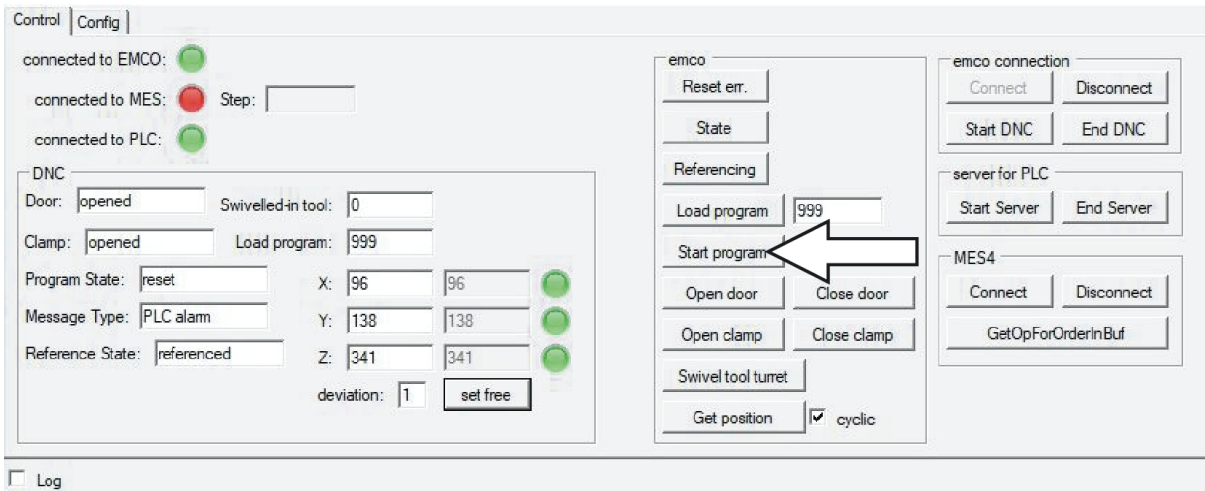 Control Config
connected to EMCO:
connected to MES: Step:
connected to PLC:
DNC
Door: opened Swivelled-in tool: 0
Clamp: opened Load program: 999
Program State: reset X: 96 96
Message Type: PLC alarm Y: 138 138
Reference State: referenced Z: 341 341
deviation: 1 set free
emco
Reset err.
State
Referencing
Load program 999
Start program
Open door Close door
Open clamp Close clamp
Swivel tool turret
Get position cyclic
emco connection
Connect Disconnect
Start DNC End DNC
server for PLC
Start Server End Server
MES4
Connect Disconnect
GetOpForOrderInBuf
Log